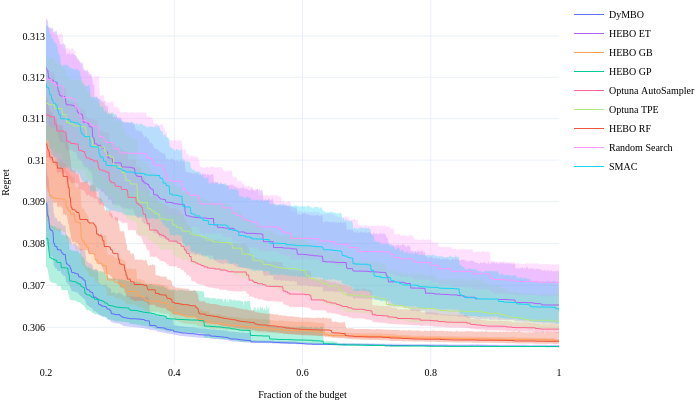 0.313
0.312
0.311
0.31
0.309
0.308
0.307
0.306
Regret
0.2
0.4
0.6
0.8
1
Fraction of the budget
DyMBO
HEBO ET
HEBO GB
HEBO GP
Optuna AutoSampler
Optuna TPE
HEBO RF
Random Search
SMAC